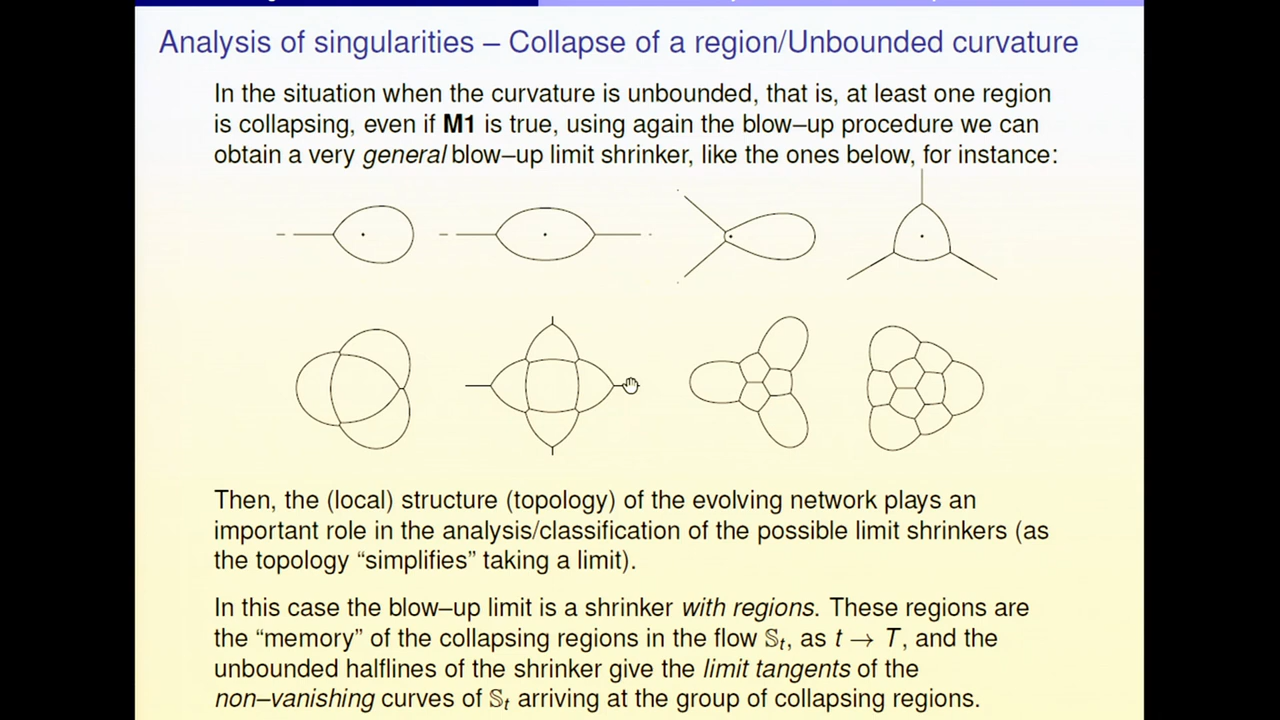 Analysis of singularities – Collapse of a region/Unbounded curvature
In the situation when the curvature is unbounded, that is, at least one region
is collapsing, even if M1 is true, using again the blow–up procedure we can
obtain a very general blow–up limit shrinker, like the ones below, for instance:
Then, the (local) structure (topology) of the evolving network plays an
important role in the analysis/classification of the possible limit shrinkers (as
the topology “simplifies” taking a limit).
In this case the blow–up limit is a shrinker with regions. These regions are
the “memory” of the collapsing regions in the flow 𝕊t, as t → T, and the
unbounded halflines of the shrinker give the limit tangents of the
non–vanishing curves of 𝕊t arriving at the group of collapsing regions.